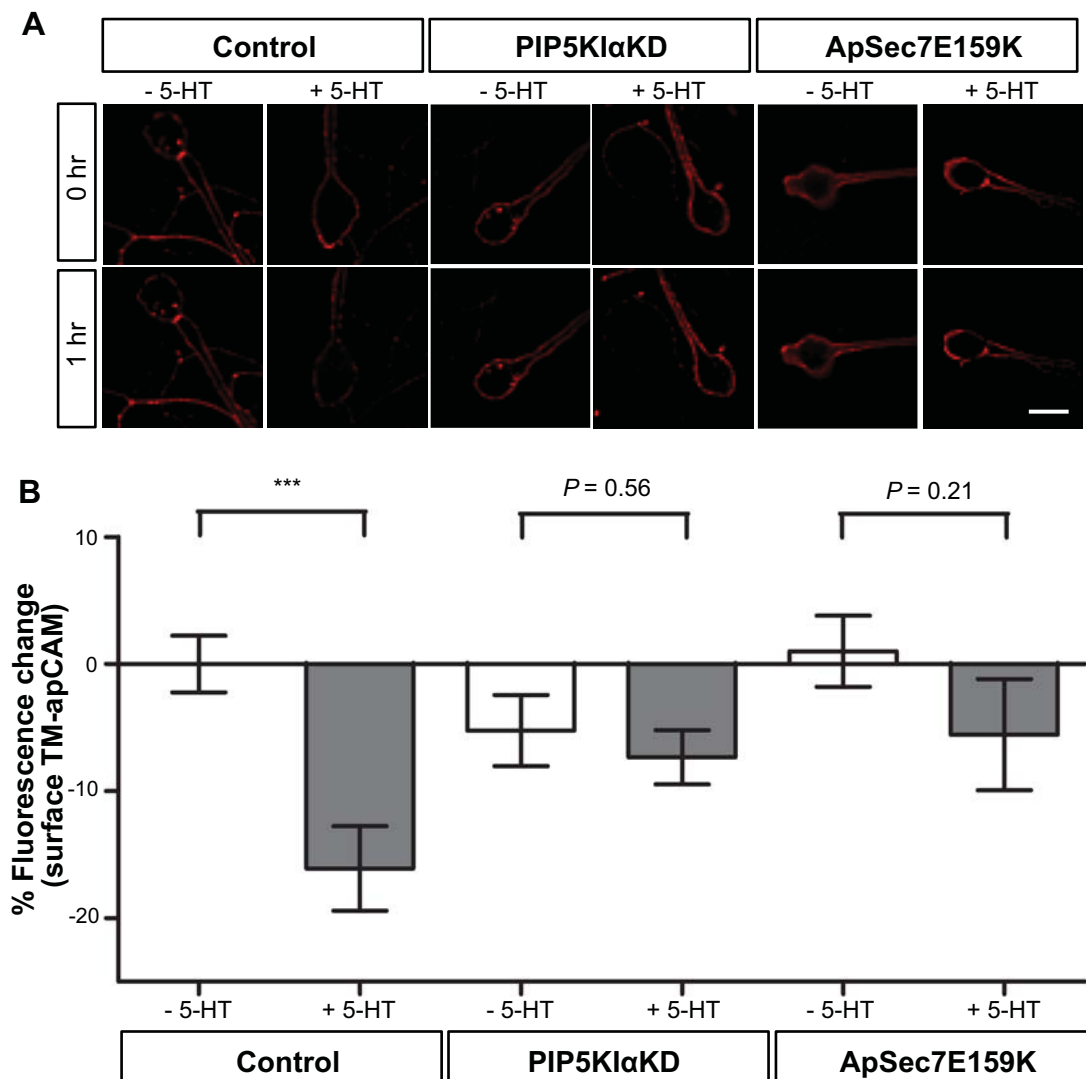 A
Control
PIP5KIαKD
ApSec7E159K
- 5-HT
+ 5-HT
- 5-HT
+ 5-HT
- 5-HT
+ 5-HT
0 hr
1 hr
B
***
P = 0.56
P = 0.21
% Fluorescence change
(surface TM-apCAM)
10
0
-10
-20
- 5-HT
+ 5-HT
- 5-HT
+ 5-HT
- 5-HT
+ 5-HT
Control
PIP5KIαKD
ApSec7E159K